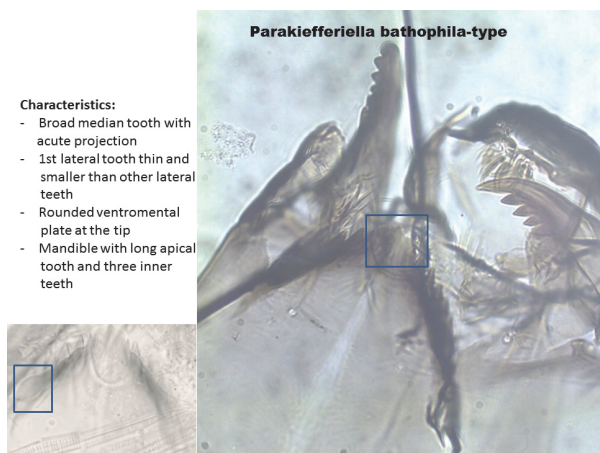 Parakiefferiella bathophila-type
Characteristics:
- Broad median tooth with
acute projection
- 1st lateral tooth thin and
smaller than other lateral
teeth
- Rounded ventromental
plate at the tip
- Mandible with long apical
tooth and three inner
teeth